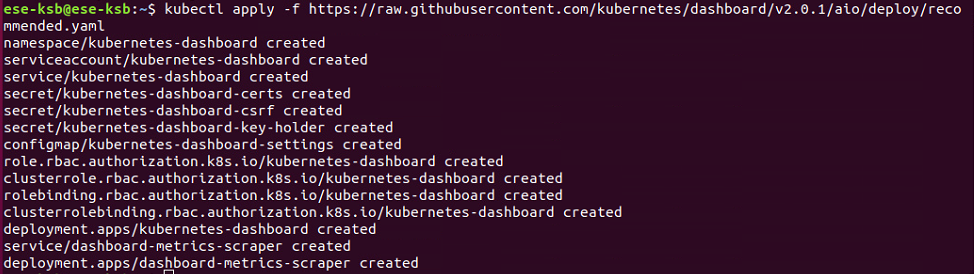 ese-ksb@ese-ksb:~$ kubectl apply -f https://raw.githubusercontent.com/kubernetes/dashboard/v2.0.1/aio/deploy/reco
mmended.yaml
namespace/kubernetes-dashboard created
serviceaccount/kubernetes-dashboard created
service/kubernetes-dashboard created
secret/kubernetes-dashboard-certs created
secret/kubernetes-dashboard-csrf created
secret/kubernetes-dashboard-key-holder created
configmap/kubernetes-dashboard-settings created
role.rbac.authorization.k8s.io/kubernetes-dashboard created
clusterrole.rbac.authorization.k8s.io/kubernetes-dashboard created
rolebinding.rbac.authorization.k8s.io/kubernetes-dashboard created
clusterrolebinding.rbac.authorization.k8s.io/kubernetes-dashboard created
deployment.apps/kubernetes-dashboard created
service/dashboard-metrics-scraper created
deployment.apps/dashboard-metrics-scraper created